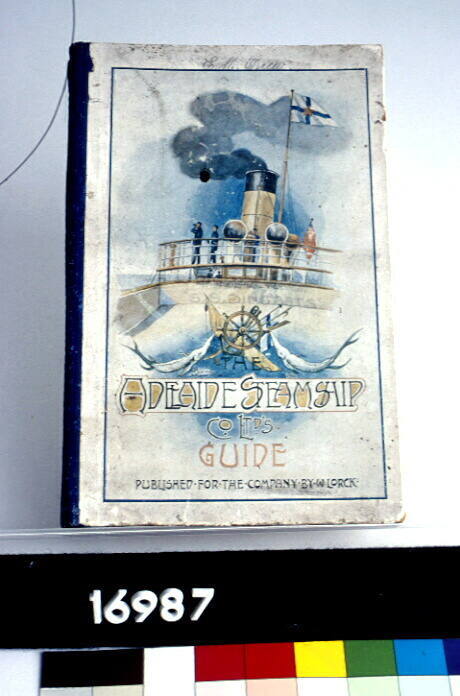 THE
ADELAIDE STEAMSHIP
CO LTD'S
GUIDE
PUBLISHED·FOR·THE·COMPANY·BY·W·LORCK·
16987